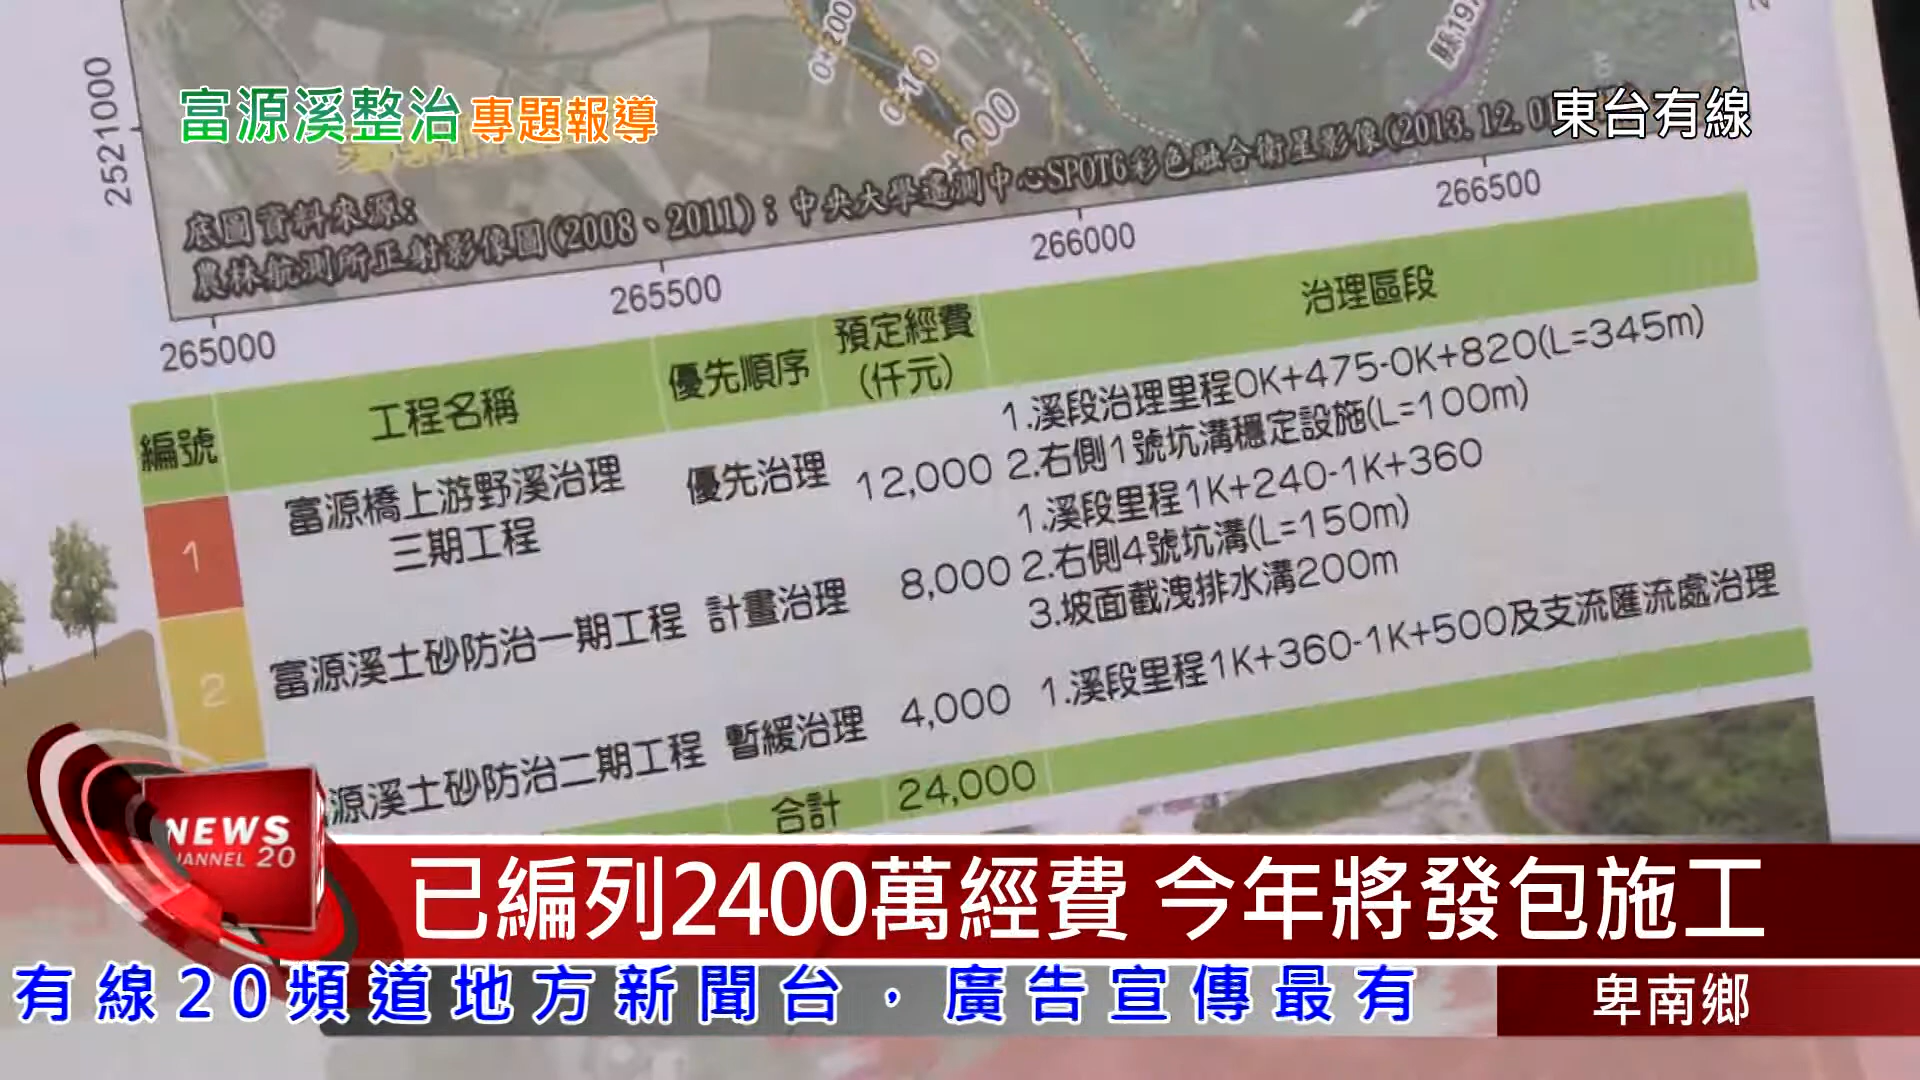 富源溪整治 專題報導
東台有線
2521000
0+200
0+100
縣197
底圖資料來源:
農林航測所正射影像圖(2008、2011);中央大學遙測中心SPOT6彩色融合衛星影像(2013.12.01
265000
265500
266000
266500
編號 工程名稱 優先順序 預定經費(仟元) 治理區段
1 富源橋上游野溪治理三期工程 優先治理 12,000
1.溪段治理里程0K+475-0K+820(L=345m)
2.右側1號坑溝穩定設施(L=100m)
2 富源溪土砂防治一期工程 計畫治理 8,000
1.溪段里程1K+240-1K+360
2.右側4號坑溝(L=150m)
3.坡面截洩排水溝200m
源溪土砂防治二期工程 暫緩治理 4,000
1.溪段里程1K+360-1K+500及支流匯流處治理
合計 24,000
NEWS
HANNEL 20
已編列2400萬經費 今年將發包施工
有線20頻道地方新聞台，廣告宣傳最有
卑南鄉